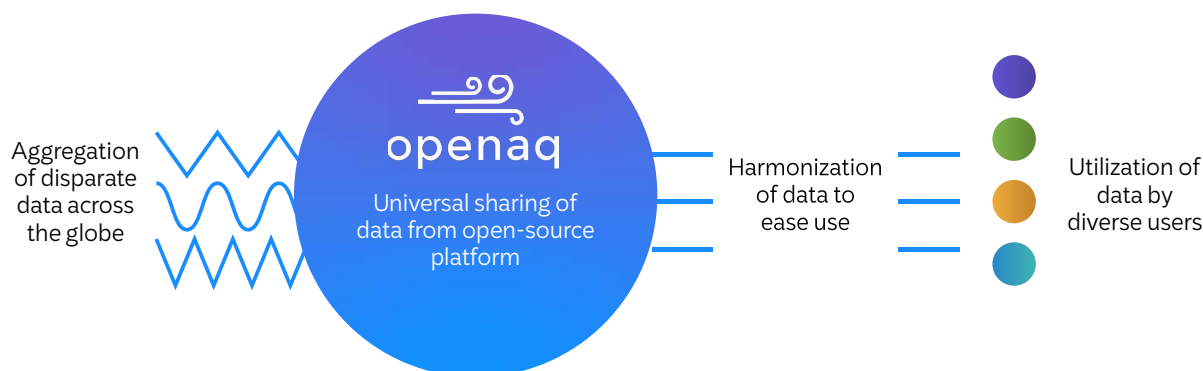 Aggregation
of disparate
data across
the globe
openaq
Universal sharing of
data from open-source
platform
Harmonization
of data to
ease use
Utilization of
data by
diverse users